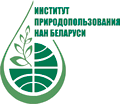 ИНСТИТУТ
ПРИРОДОПОЛЬЗОВАНИЯ
НАН БЕЛАРУСИ